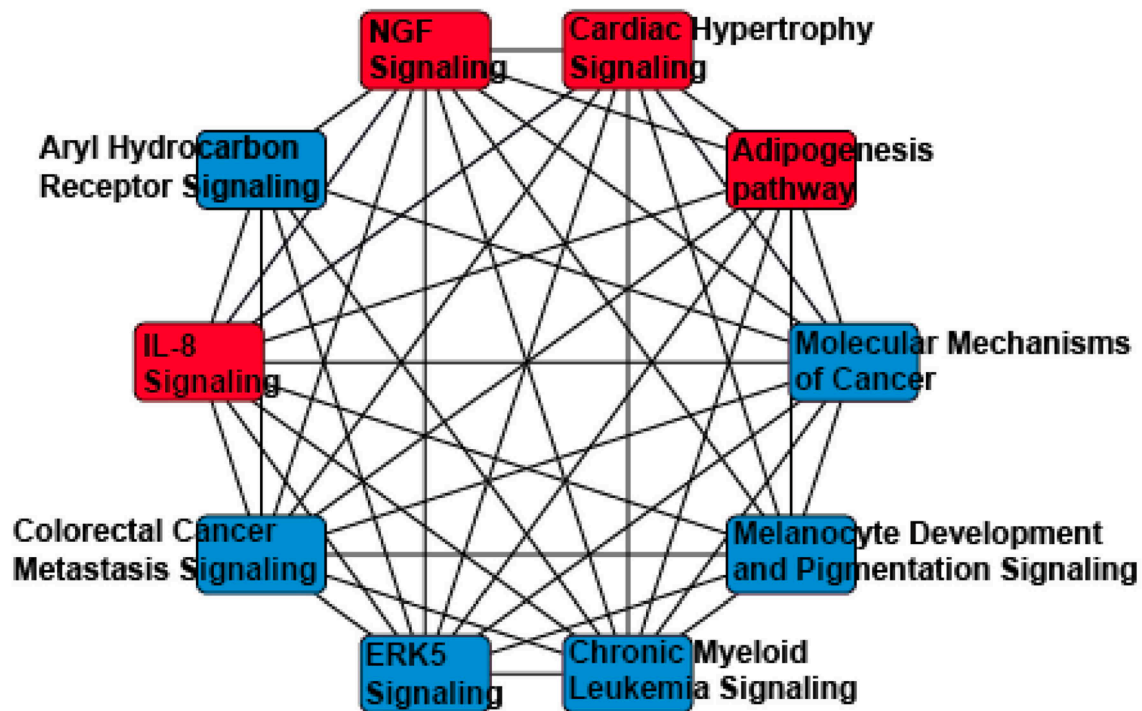 NGF
Signaling
Cardiac Hypertrophy
Signaling
Aryl Hydrocarbon
Receptor Signaling
Adipogenesis
pathway
IL-8
Signaling
Molecular Mechanisms
of Cancer
Colorectal Cancer
Metastasis Signaling
Melanocyte Development
and Pigmentation Signaling
ERK5
Signaling
Chronic Myeloid
Leukemia Signaling